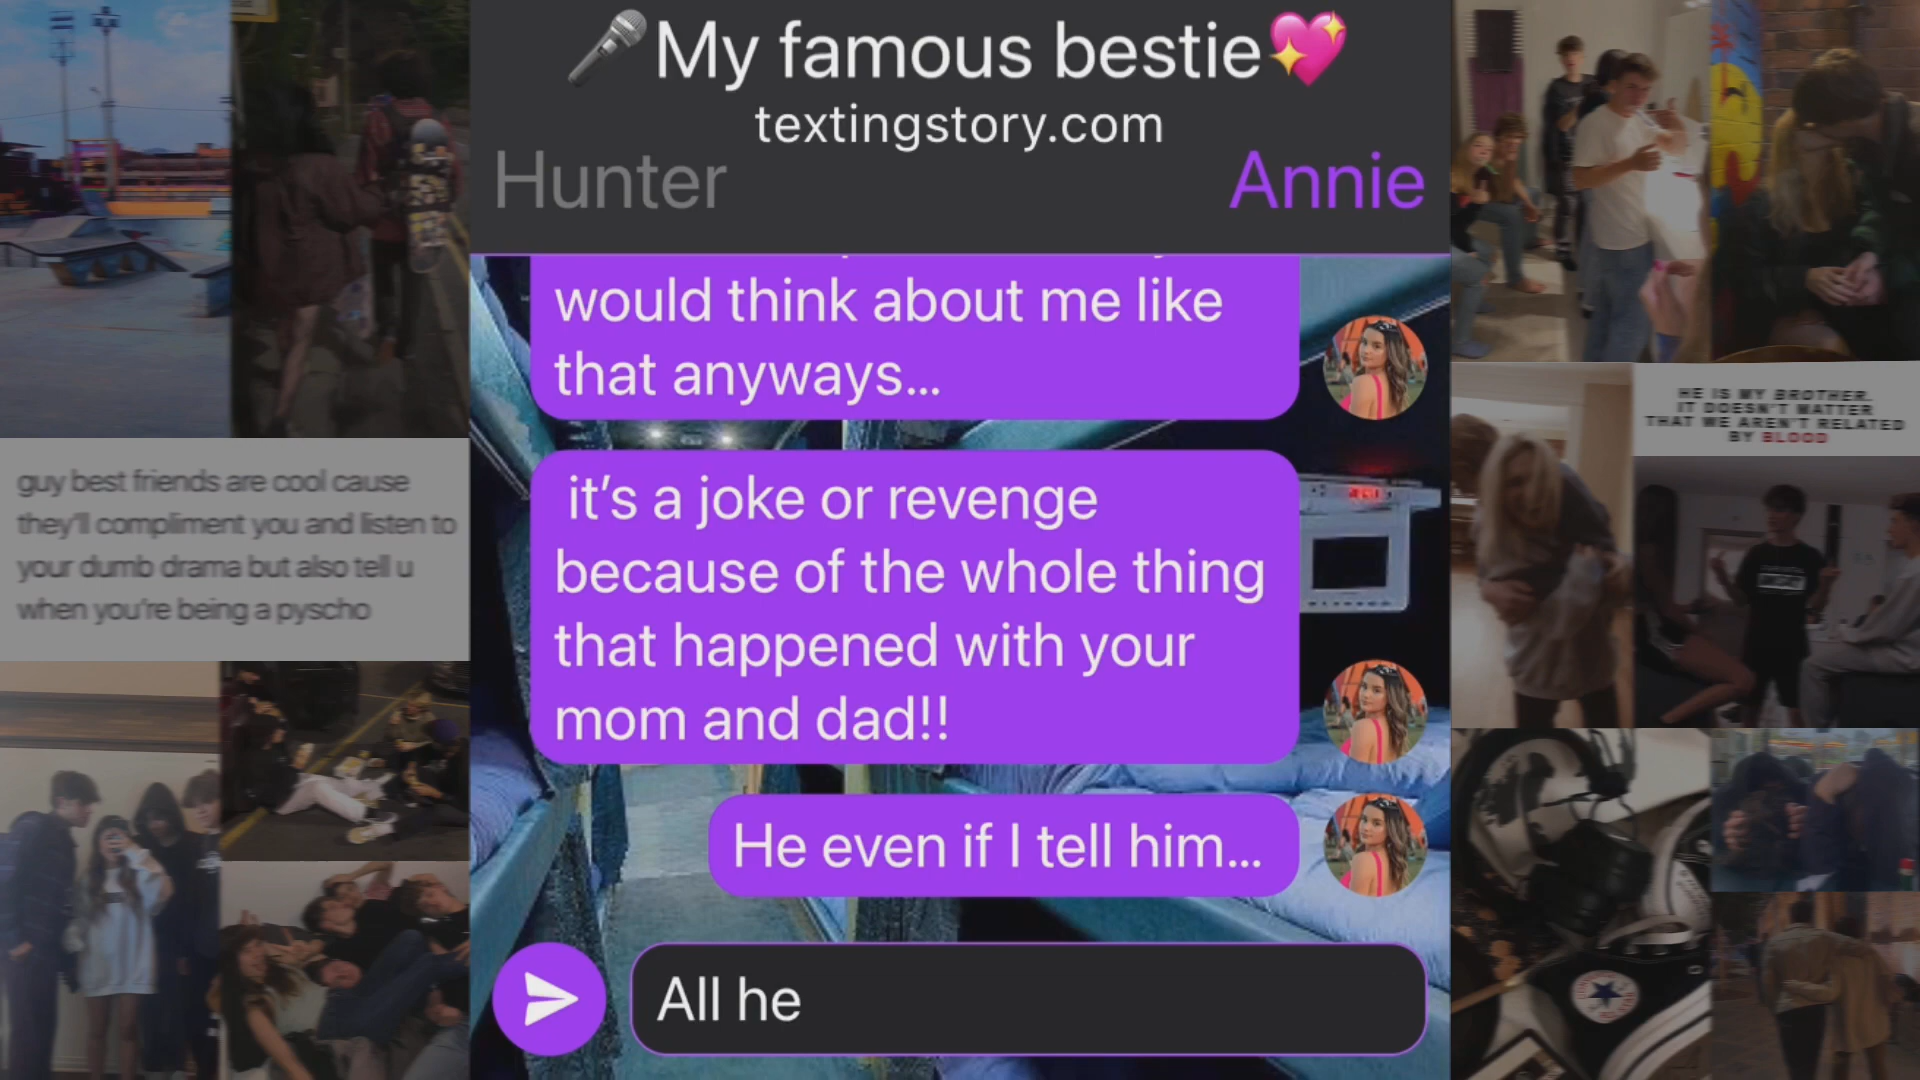 🎤My famous bestie💖
textingstory.com
Hunter
Annie
would think about me like
that anyways...
it's a joke or revenge
because of the whole thing
that happened with your
mom and dad!!
He even if I tell him...
All he
guy best friends are cool cause
they'll compliment you and listen to
your dumb drama but also tell u
when you're being a pyscho
HE IS MY BROTHER.
IT DOESN'T MATTER
THAT WE AREN'T RELATED
BY BLOOD